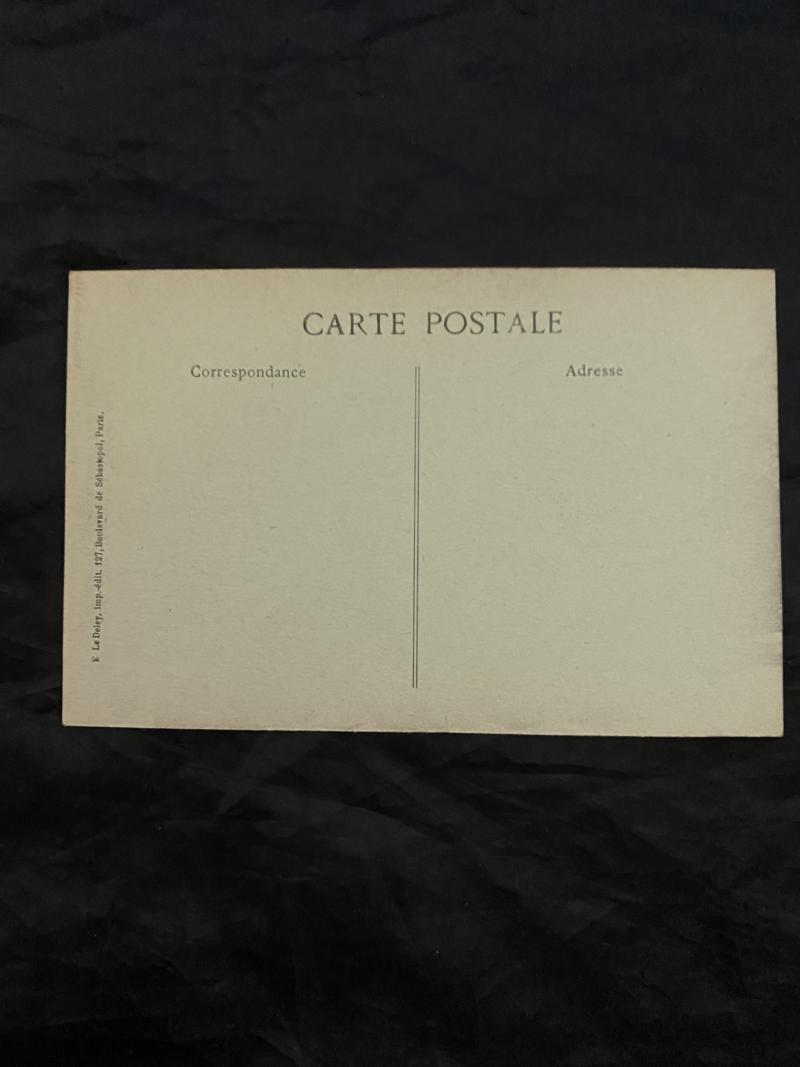 CARTE POSTALE
Correspondance
Adresse
E Le Deley, imp.-édit. 127, Boulevard de Sébastopol, Paris.